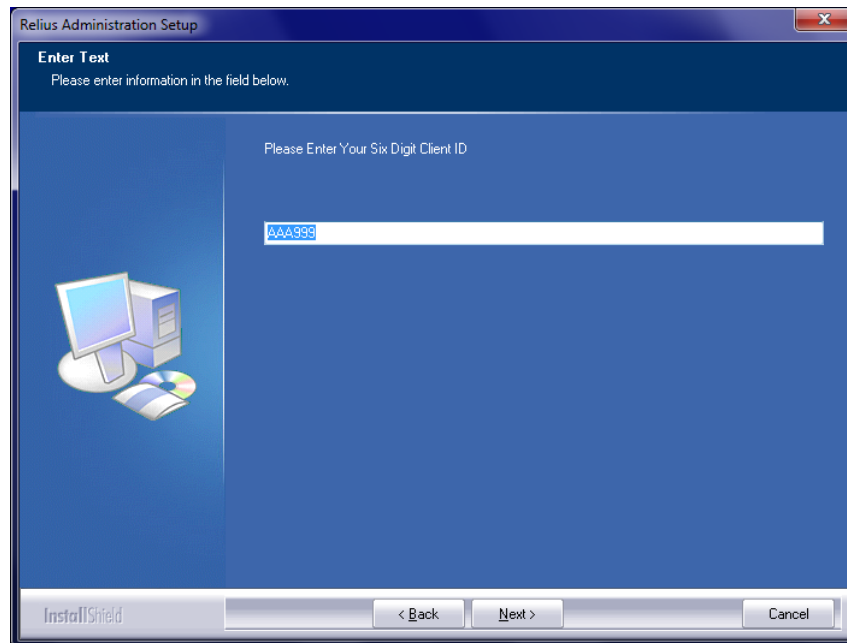 Relius Administration Setup
Enter Text
Please enter information in the field below.
Please Enter Your Six Digit Client ID
AAA999
InstallShield
< Back
Next >
Cancel